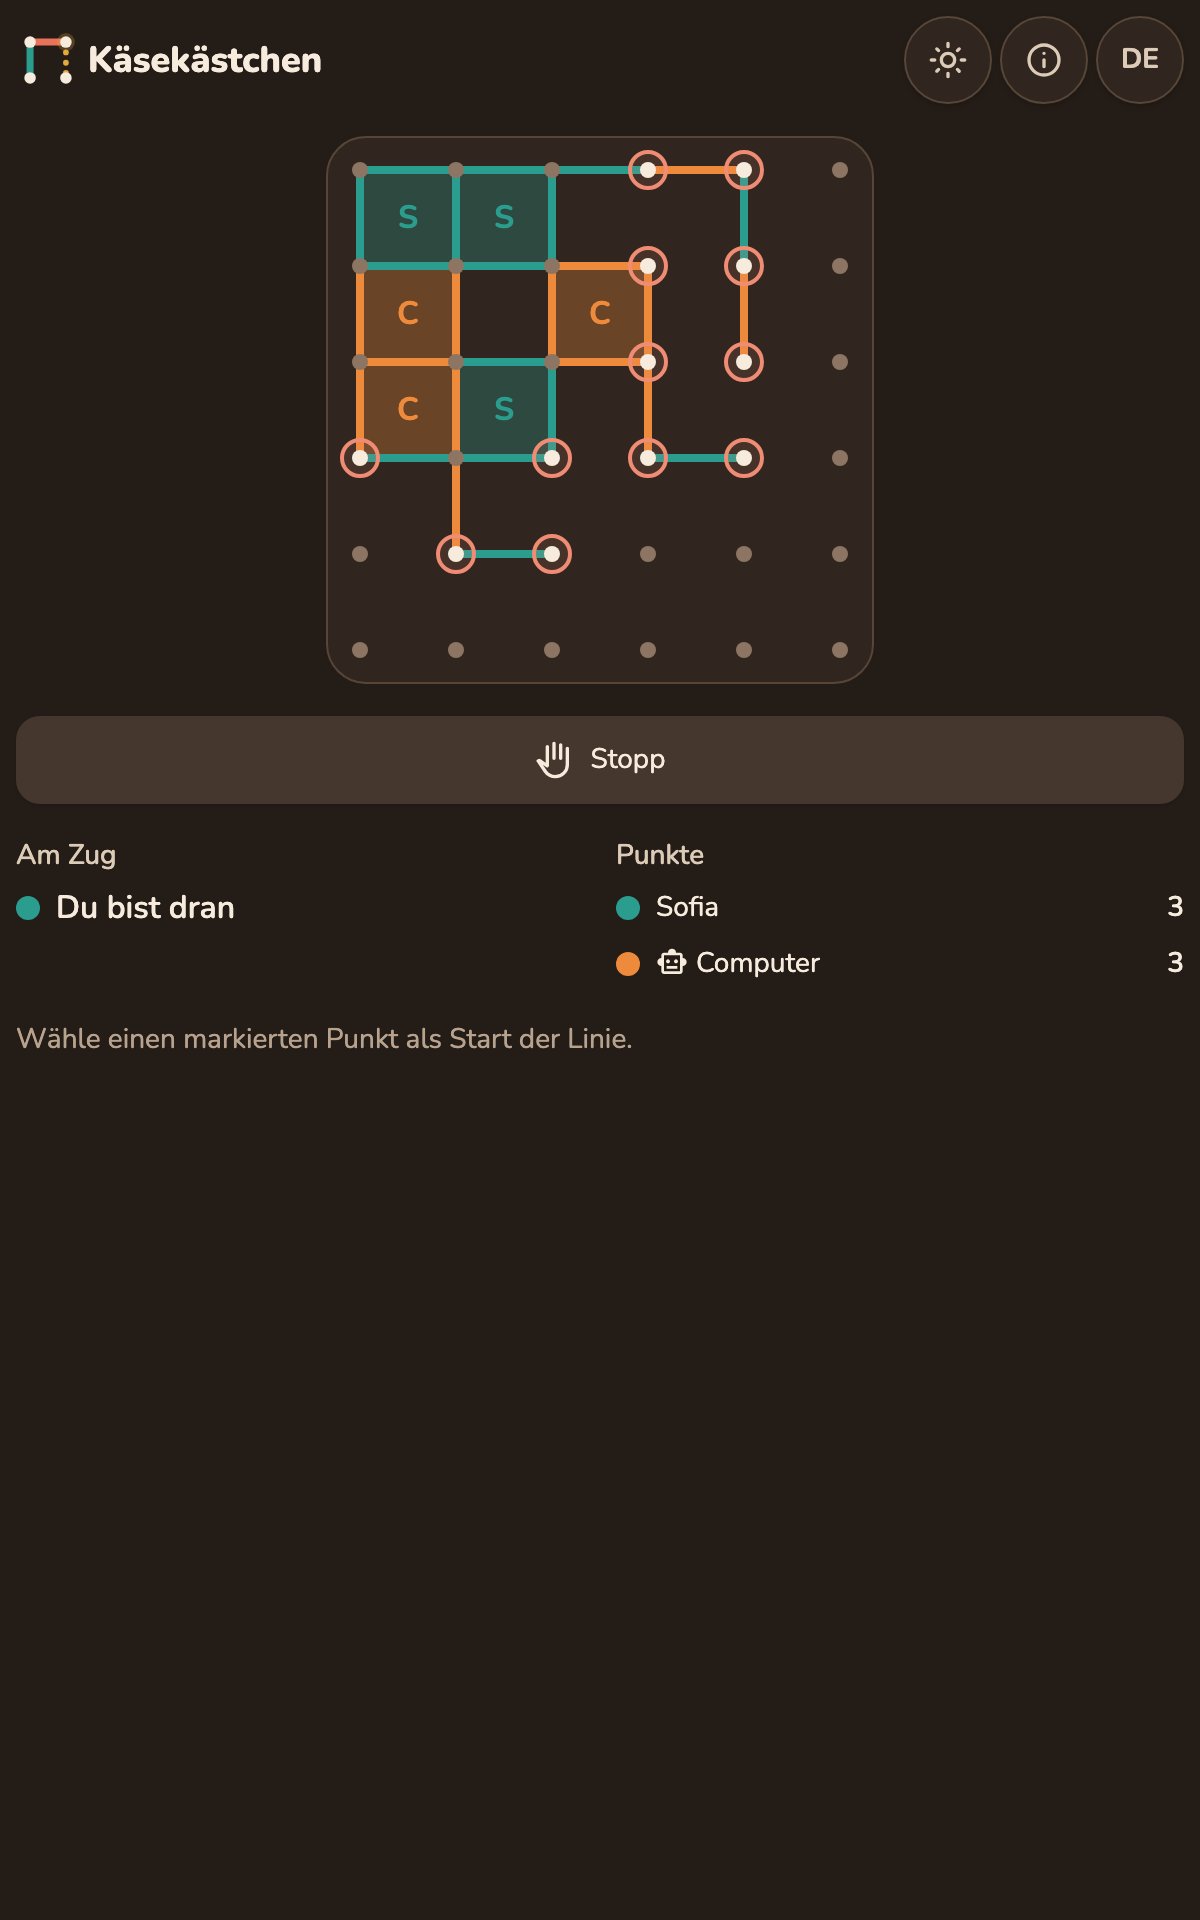 Käsekästchen
DE
S S
C C
C S
Stopp
Am Zug
Du bist dran
Punkte
Sofia 3
Computer 3
Wähle einen markierten Punkt als Start der Linie.